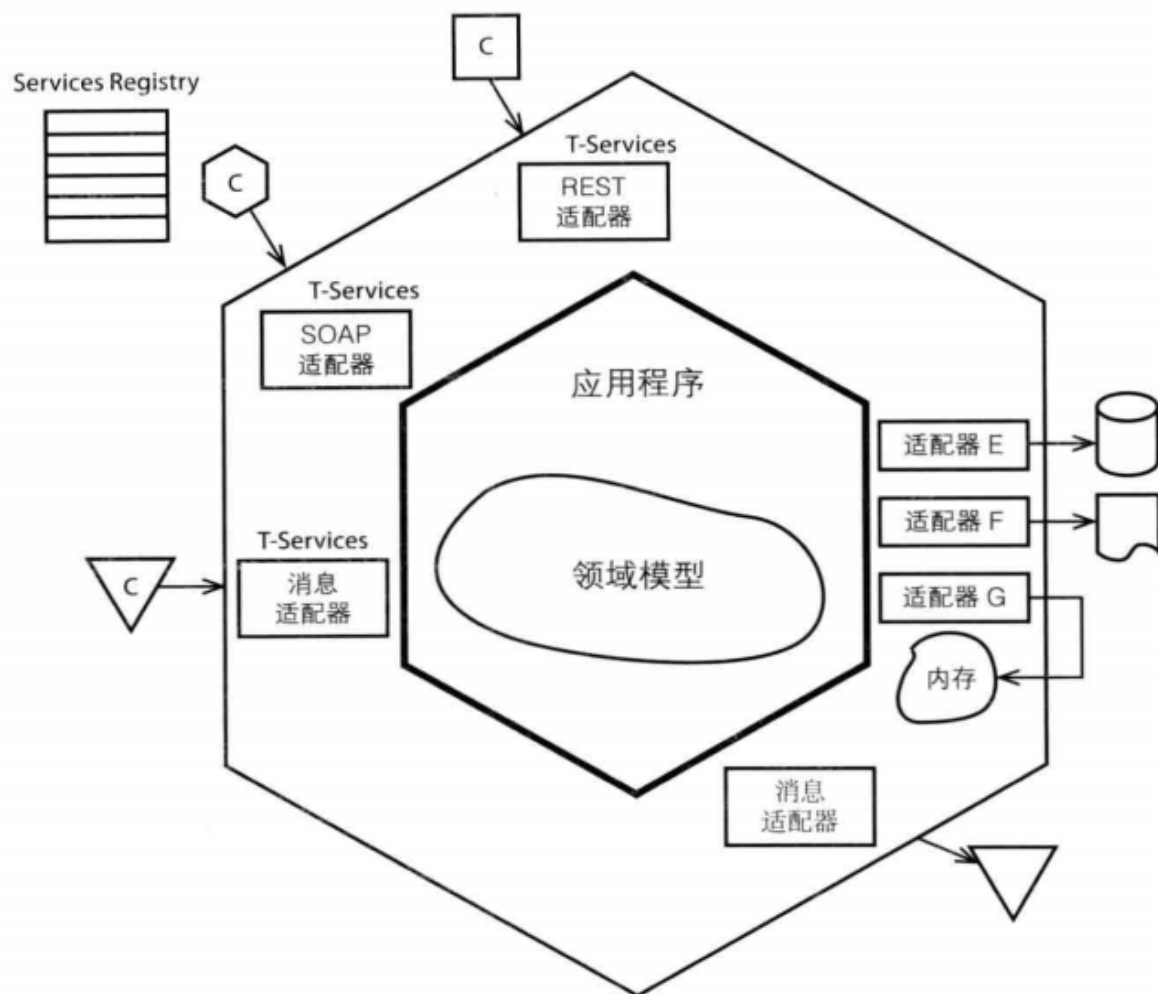 C
Services Registry
T-Services
REST
适配器
C
T-Services
SOAP
适配器
应用程序
适配器 E
适配器 F
T-Services
消息
适配器
C
领域模型
适配器 G
内存
消息
适配器